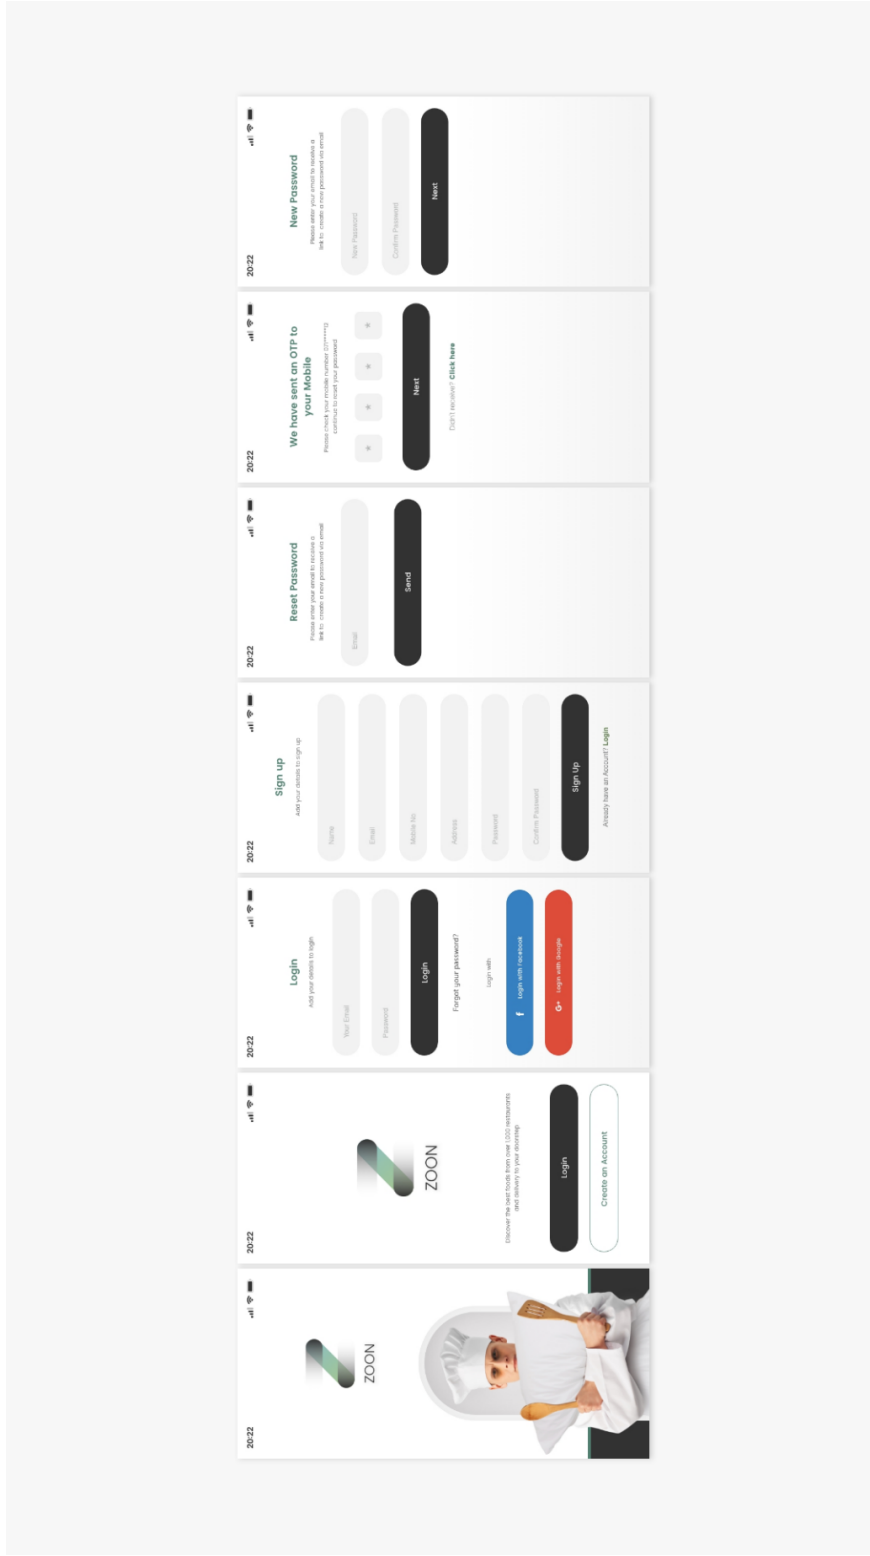 20:22
ZOON
20:22
ZOON
Discover the best foods from over 1,000 restaurants
and delivery to your doorstep
Login
Create an Account
20:22
Login
Add your details to login
Your Email
Password
Login
Forgot your password?
Login with
f Login with Facebook
G+ Login with Google
20:22
Sign up
Add your details to sign up
Name
Email
Mobile No
Address
Password
Confirm Password
Sign Up
Already have an Account? Login
20:22
Reset Password
Please enter your email to receive a
link to create a new password via email
Email
Send
20:22
We have sent an OTP to
your Mobile
Please check your mobile number
continue to reset your password
* * * *
Next
Didn't receive? Click here
20:22
New Password
Please enter your email to receive a
link to create a new password via email
New Password
Confirm Password
Next